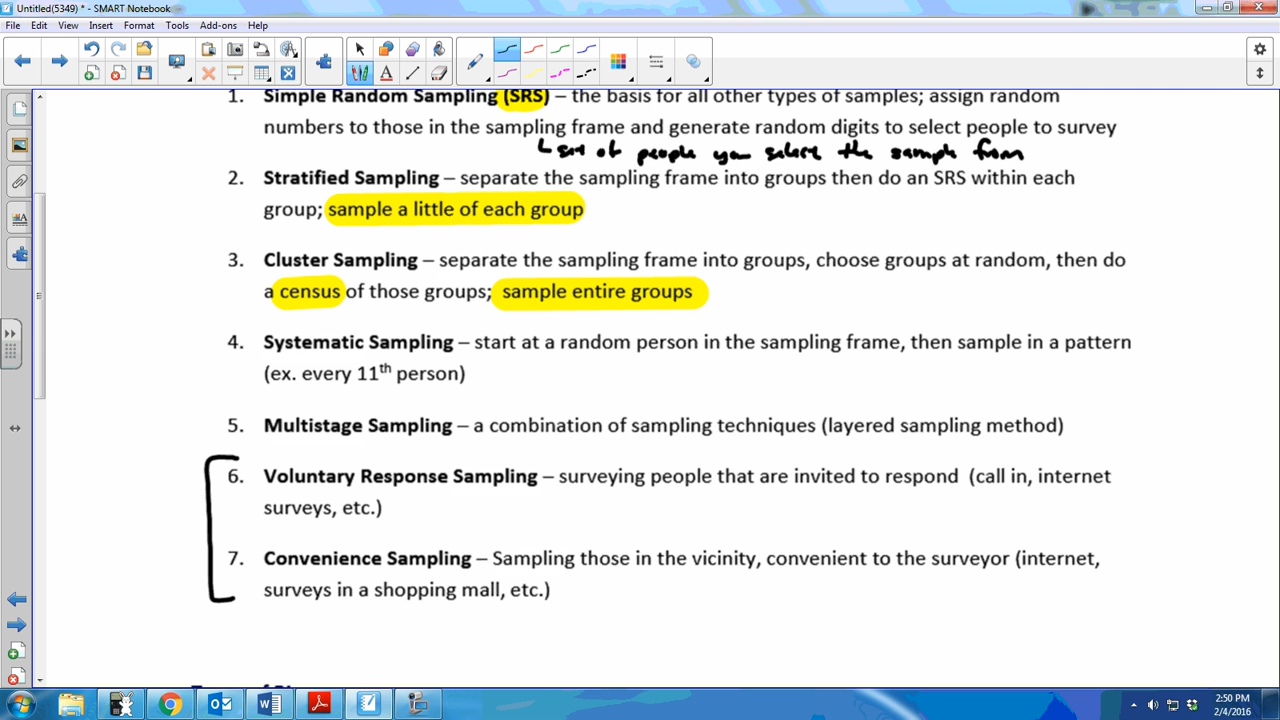 Untitled(5349) * - SMART Notebook
File Edit View Insert Format Tools Help Add-ons Help
1. Simple Random Sampling (SRS) – the basis for all other types of samples; assign random
numbers to those in the sampling frame and generate random digits to select people to survey
set of people you select the sample from
2. Stratified Sampling – separate the sampling frame into groups then do an SRS within each
group; sample a little of each group
3. Cluster Sampling – separate the sampling frame into groups, choose groups at random, then do
a census of those groups; sample entire groups
4. Systematic Sampling – start at a random person in the sampling frame, then sample in a pattern
(ex. every 11th person)
5. Multistage Sampling – a combination of sampling techniques (layered sampling method)
6. Voluntary Response Sampling – surveying people that are invited to respond (call in, internet
surveys, etc.)
7. Convenience Sampling – Sampling those in the vicinity, convenient to the surveyor (internet,
surveys in a shopping mall, etc.)
2:50 PM
2/4/2016